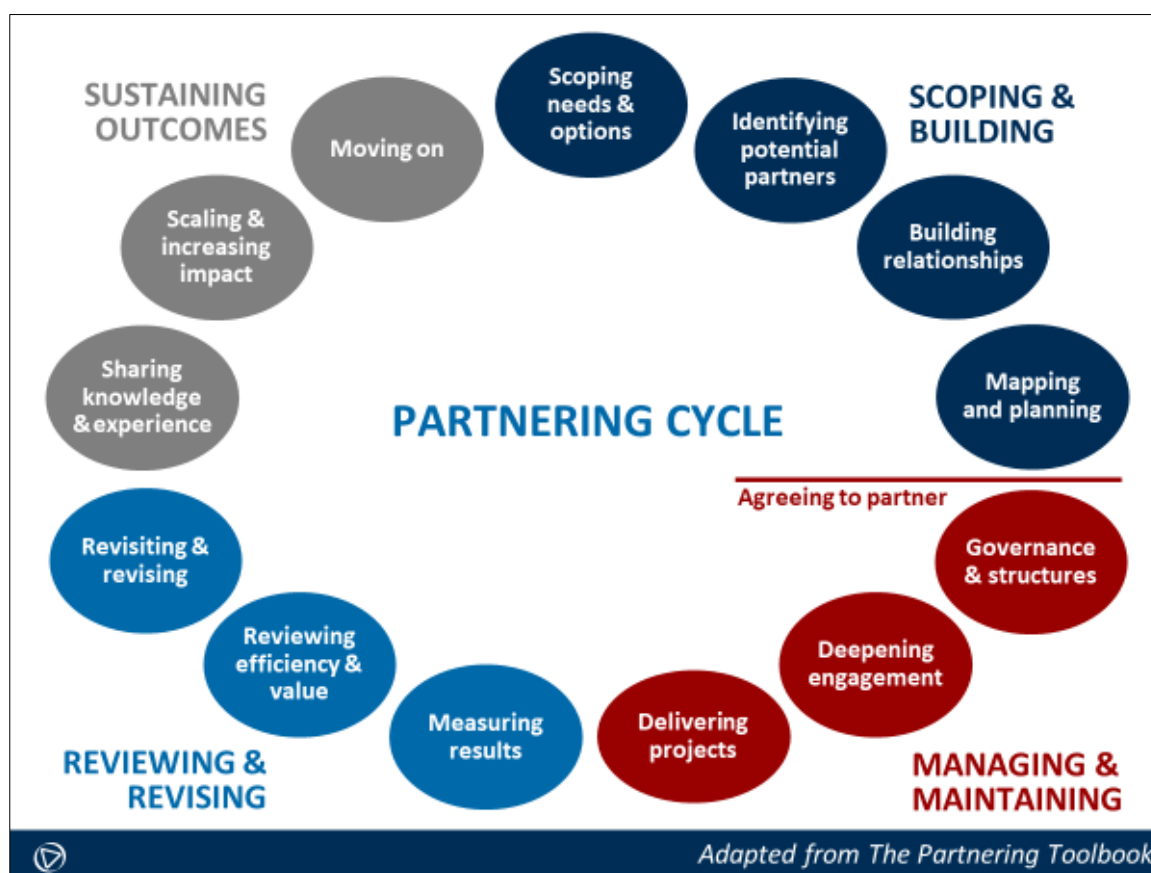 SUSTAINING
OUTCOMES
Moving on
Scoping
needs &
options
Identifying
potential
partners
SCOPING &
BUILDING
Scaling &
increasing
impact
Building
relationships
Sharing
knowledge
& experience
PARTNERING CYCLE
Mapping
and planning
Agreeing to partner
Revisiting &
revising
Governance
& structures
Reviewing
efficiency &
value
Deepening
engagement
Measuring
results
Delivering
projects
REVIEWING &
REVISING
MANAGING &
MAINTAINING
Adapted from The Partnering Toolbook